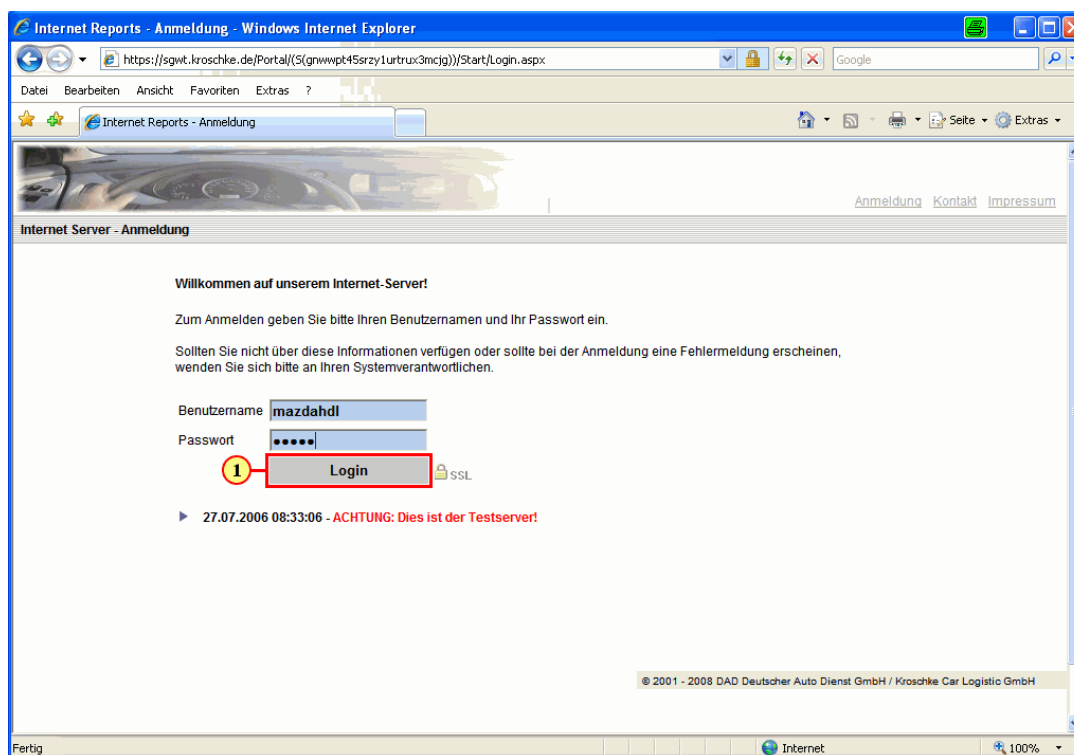 Internet Reports - Anmeldung - Windows Internet Explorer
https://sgwt.kroschke.de/Portal/(S(gnwwpt45srzy1urtrux3mcjg))/Start/Login.aspx
Google
Datei Bearbeiten Ansicht Favoriten Extras ?
Internet Reports - Anmeldung
Seite Extras
Anmeldung Kontakt Impressum
Internet Server - Anmeldung
Willkommen auf unserem Internet-Server!
Zum Anmelden geben Sie bitte Ihren Benutzernamen und Ihr Passwort ein.
Sollten Sie nicht über diese Informationen verfügen oder sollte bei der Anmeldung eine Fehlermeldung erscheinen,
wenden Sie sich bitte an Ihren Systemverantwortlichen.
Benutzername mazdahdl
Passwort •••••
1 Login SSL
27.07.2006 08:33:06 - ACHTUNG: Dies ist der Testserver!
© 2001 - 2008 DAD Deutscher Auto Dienst GmbH / Kroschke Car Logistic GmbH
Fertig Internet 100%